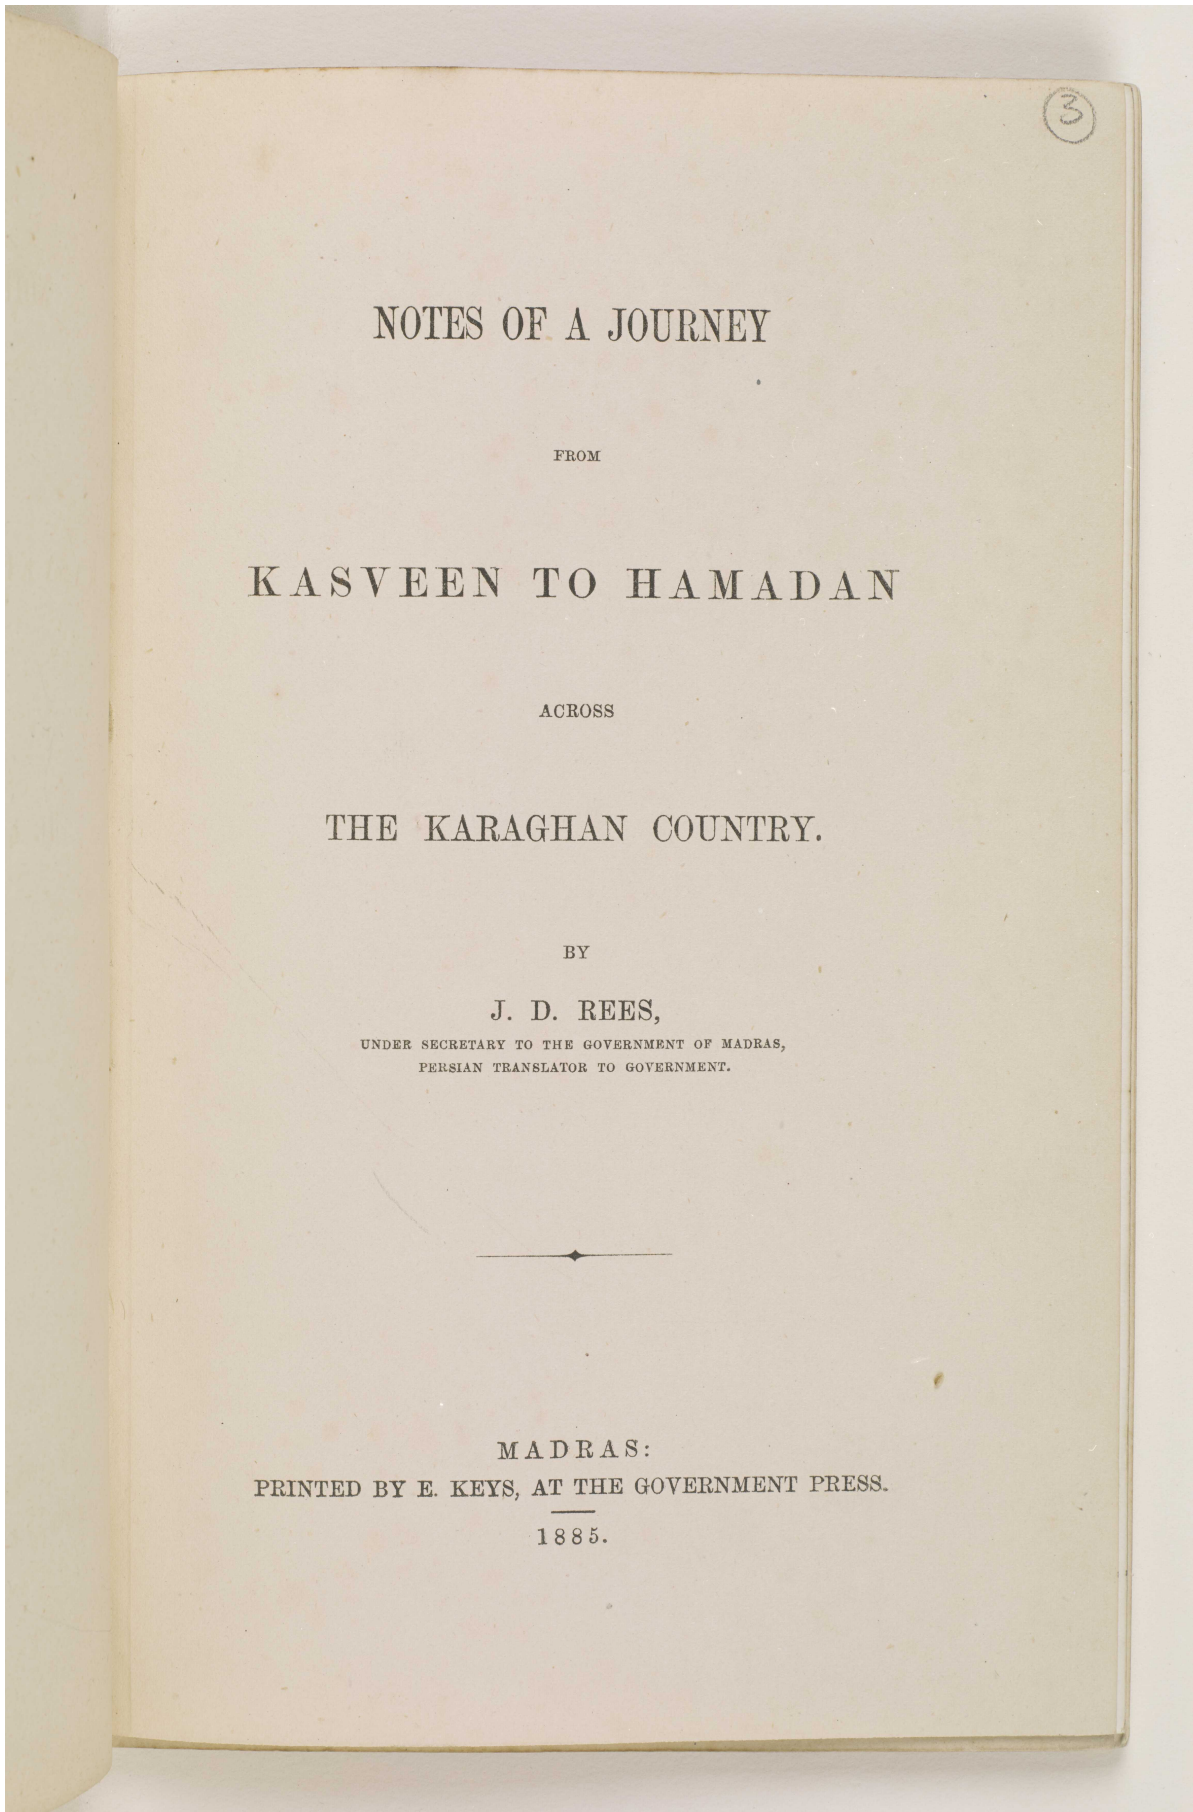 3
NOTES OF A JOURNEY
FROM
KASVEEN TO HAMADAN
ACROSS
THE KARAGHAN COUNTRY.
BY
J. D. REES,
UNDER SECRETARY TO THE GOVERNMENT OF MADRAS,
PERSIAN TRANSLATOR TO GOVERNMENT.
MADRAS:
PRINTED BY E. KEYS, AT THE GOVERNMENT PRESS.
1885.